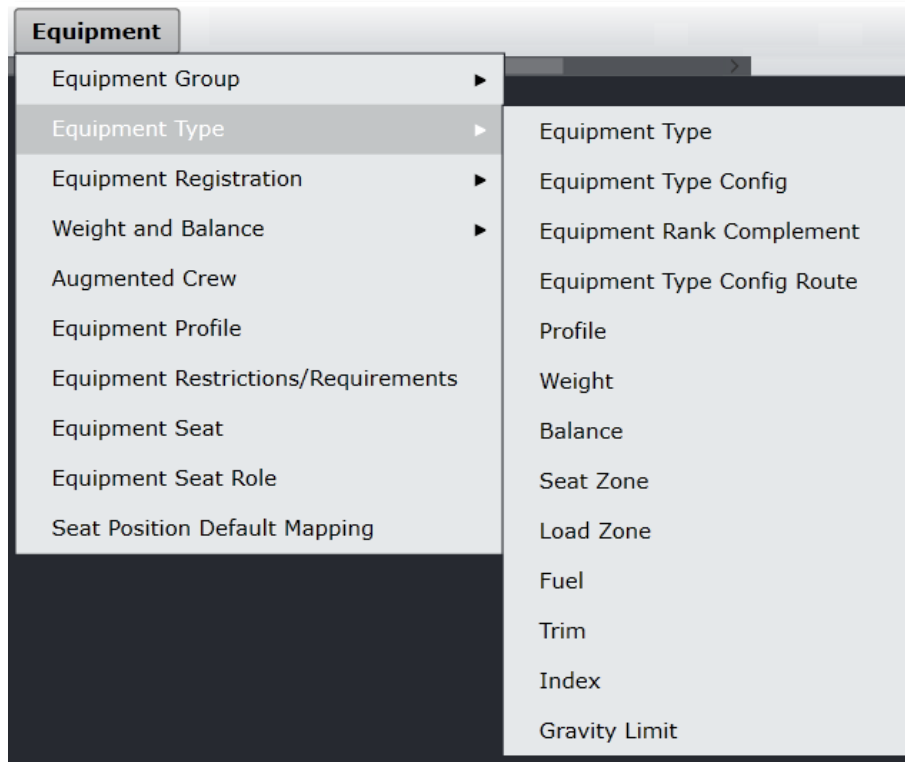 Equipment
Equipment Group
Equipment Type
Equipment Registration
Weight and Balance
Augmented Crew
Equipment Profile
Equipment Restrictions/Requirements
Equipment Seat
Equipment Seat Role
Seat Position Default Mapping
Equipment Type
Equipment Type Config
Equipment Rank Complement
Equipment Type Config Route
Profile
Weight
Balance
Seat Zone
Load Zone
Fuel
Trim
Index
Gravity Limit